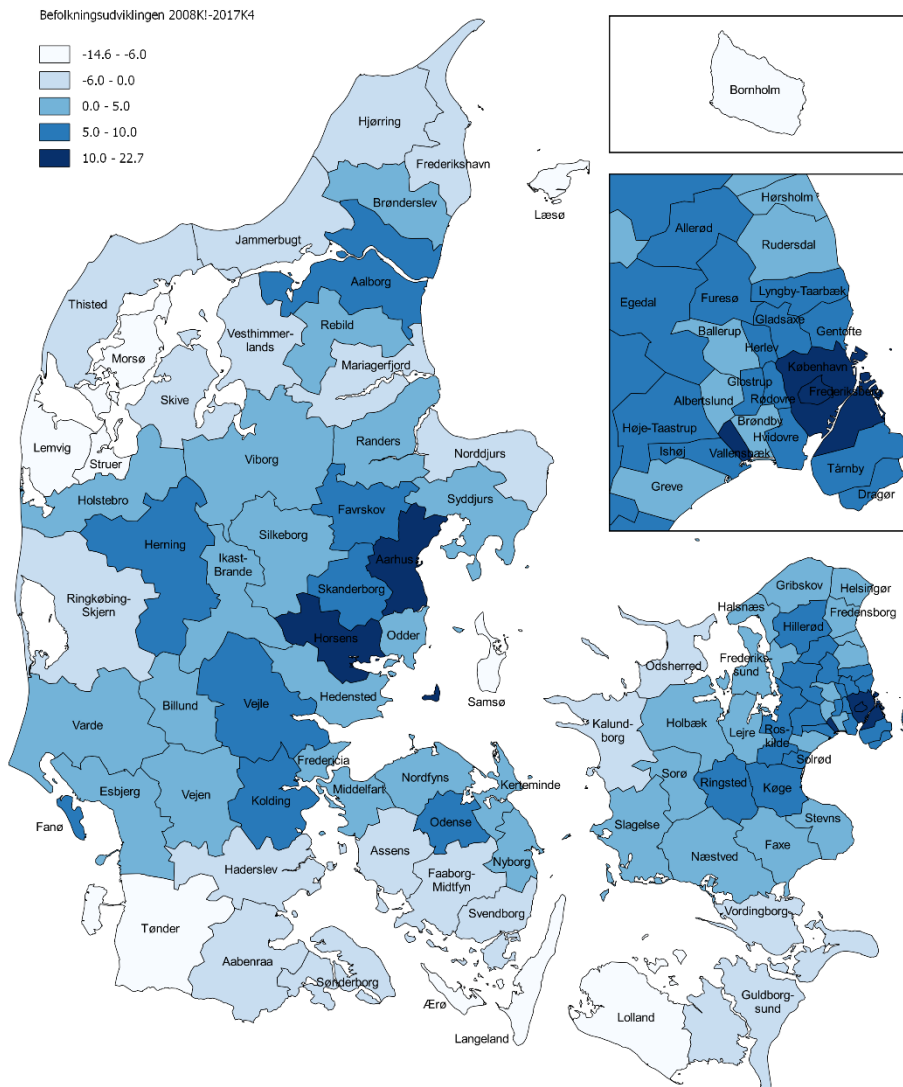 Befolkningsudviklingen 2008K!-2017K4
-14.6 - -6.0
-6.0 - 0.0
0.0 - 5.0
5.0 - 10.0
10.0 - 22.7
Bornholm
Hjørring
Frederikshavn
Brønderslev
Læsø
Jammerbugt
Aalborg
Thisted
Vesthimmer-
lands
Rebild
Morsø
Mariagerfjord
Skive
Lemvig
Struer
Viborg
Randers
Norddjurs
Holstebro
Favrskov
Syddjurs
Herning
Silkeborg
Ikast-
Brande
Aarhus
Skanderborg
Ringkøbing-
Skjern
Horsens
Odder
Hedensted
Samsø
Billund
Vejle
Varde
Fredericia
Esbjerg
Vejen
Kolding
Middelfart
Nordfyns
Kerteminde
Fanø
Odense
Assens
Nyborg
Haderslev
Faaborg-
Midtfyn
Svendborg
Tønder
Aabenraa
Sønderborg
Ærø
Langeland
Hørsholm
Allerød
Rudersdal
Egedal
Furesø
Lyngby-Taarbæk
Gladsaxe
Ballerup
Gentofte
Herlev
København
Glostrup
Frederiksberg
Albertslund
Rødovre
Brøndby
Høje-Taastrup
Hvidovre
Ishøj
Vallensbæk
Tårnby
Greve
Dragør
Gribskov
Helsingør
Halsnæs
Fredensborg
Hillerød
Odsherred
Frederiks-
sund
Kalund-
borg
Holbæk
Lejre
Ros-
kilde
Solrød
Sorø
Ringsted
Køge
Stevns
Slagelse
Næstved
Faxe
Vordingborg
Guldborg-
sund
Lolland